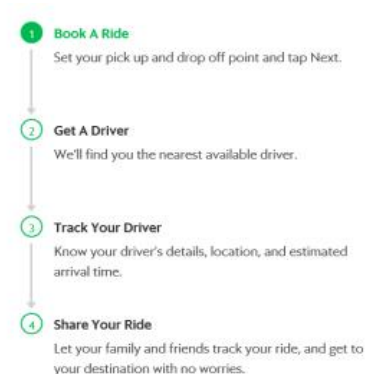 1 Book A Ride
Set your pick up and drop off point and tap Next.
2 Get A Driver
We'll find you the nearest available driver.
3 Track Your Driver
Know your driver's details, location, and estimated
arrival time.
4 Share Your Ride
Let your family and friends track your ride, and get to
your destination with no worries.